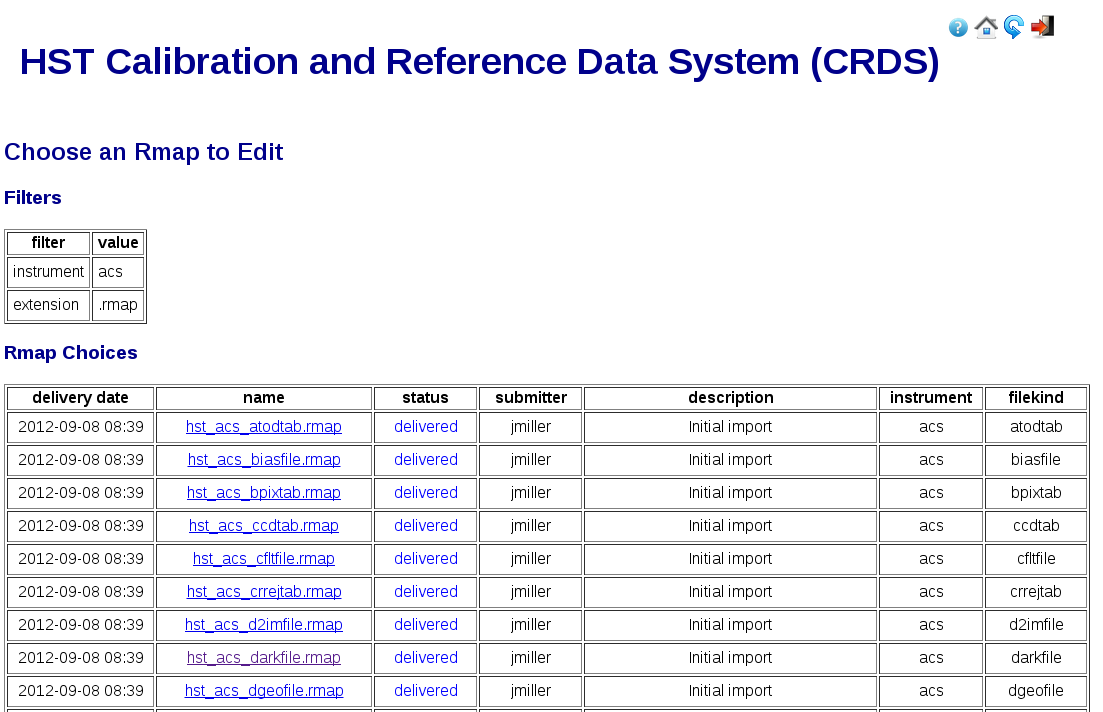 HST Calibration and Reference Data System (CRDS)
Choose an Rmap to Edit
Filters
filter value
instrument acs
extension .rmap
Rmap Choices
delivery date name status submitter description instrument filekind
2012-09-08 08:39 hst_acs_atodtab.rmap delivered jmiller Initial import acs atodtab
2012-09-08 08:39 hst_acs_biasfile.rmap delivered jmiller Initial import acs biasfile
2012-09-08 08:39 hst_acs_bpixtab.rmap delivered jmiller Initial import acs bpixtab
2012-09-08 08:39 hst_acs_ccdtab.rmap delivered jmiller Initial import acs ccdtab
2012-09-08 08:39 hst_acs_cfltfile.rmap delivered jmiller Initial import acs cfltfile
2012-09-08 08:39 hst_acs_crrejtab.rmap delivered jmiller Initial import acs crrejtab
2012-09-08 08:39 hst_acs_d2imfile.rmap delivered jmiller Initial import acs d2imfile
2012-09-08 08:39 hst_acs_darkfile.rmap delivered jmiller Initial import acs darkfile
2012-09-08 08:39 hst_acs_dgeofile.rmap delivered jmiller Initial import acs dgeofile